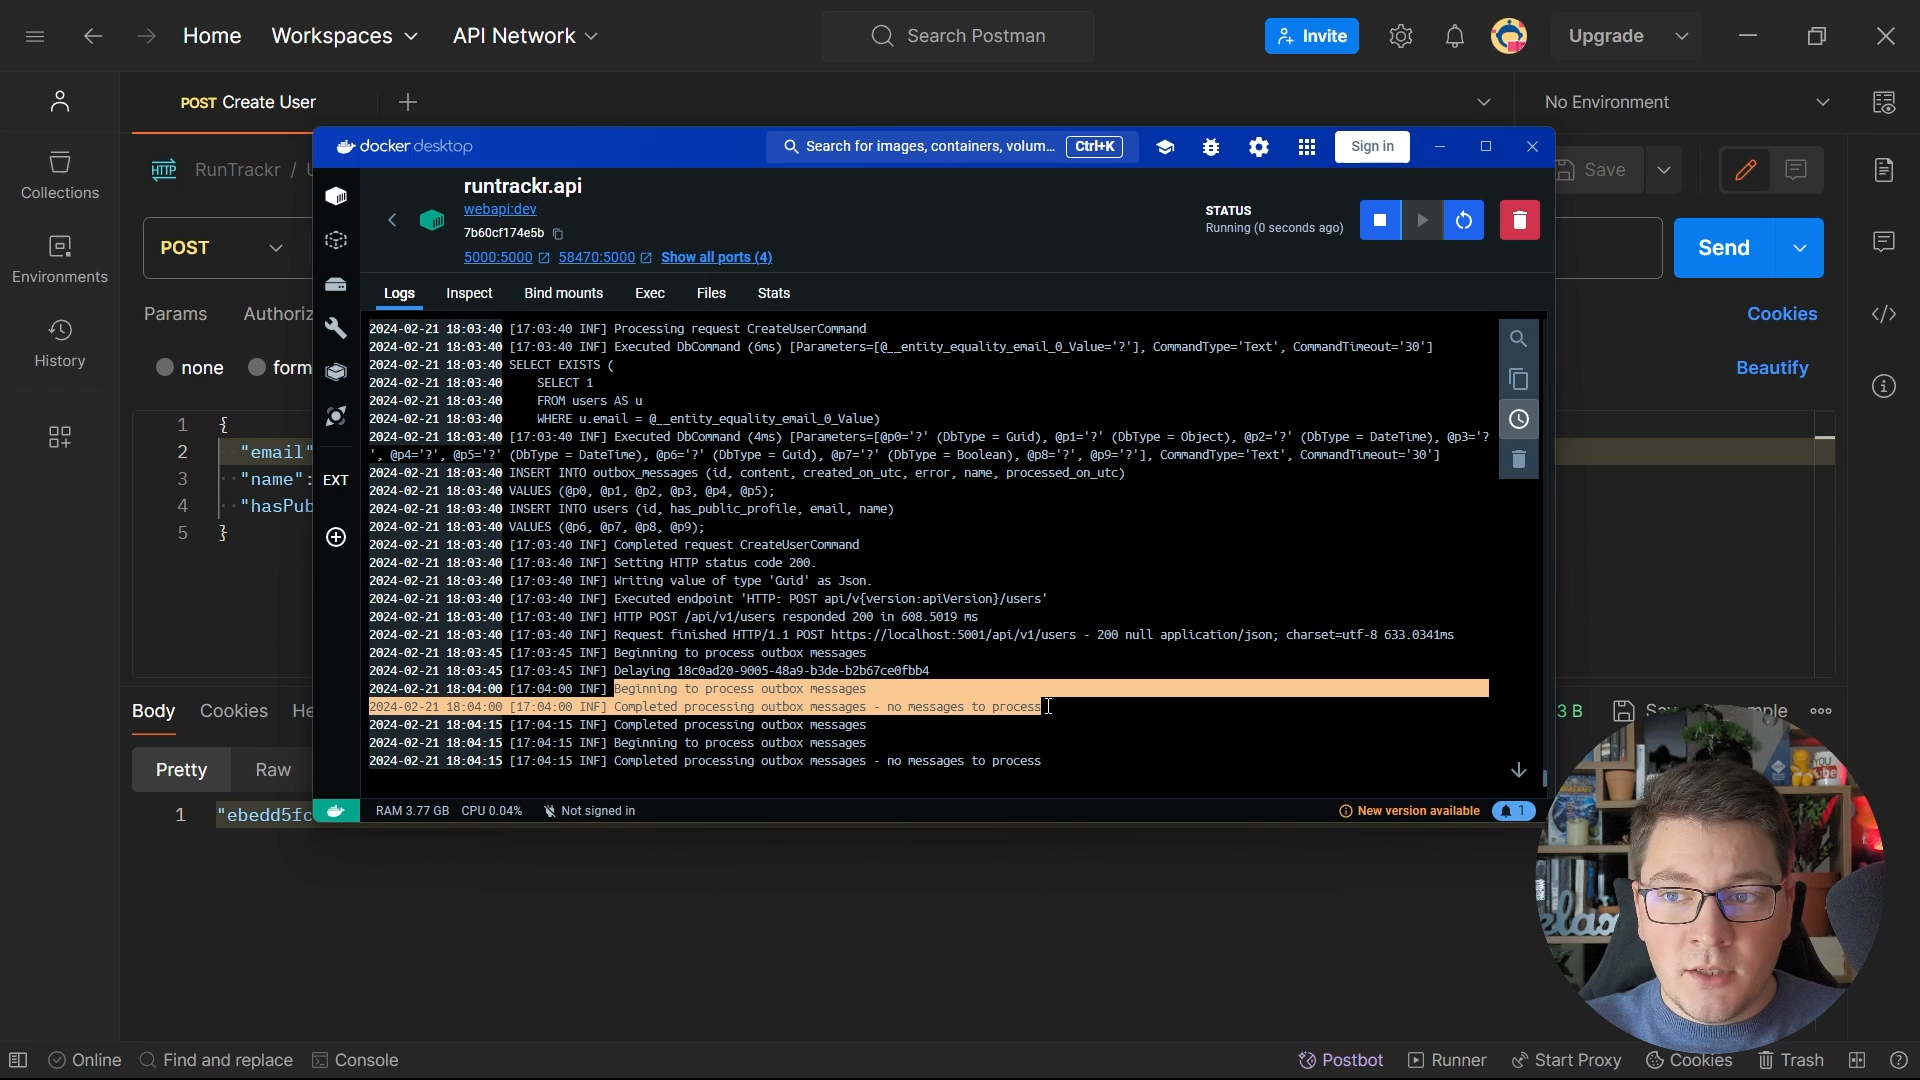 Home
Workspaces
API Network
Search Postman
Invite
Upgrade
POST Create User
No Environment
docker desktop
Search for images, containers, volum...
Ctrl+K
Sign in
HTTP
RunTrackr /
Save
Collections
Environments
History
POST
Send
Params
Cookies
none
form
Beautify
1 {
2 "email"
3 "name":
4 "hasPub
5 }
runtrackr.api
webapi:dev
7b60cf174e5b
5000:5000
58470:5000
Show all ports (4)
STATUS
Running (0 seconds ago)
Logs
Inspect
Bind mounts
Exec
Files
Stats
EXT
2024-02-21 18:03:40 [17:03:40 INF] Processing request CreateUserCommand
2024-02-21 18:03:40 [17:03:40 INF] Executed DbCommand (6ms) [Parameters=[@__entity_equality_email_0_Value='?'], CommandType='Text', CommandTimeout='30']
2024-02-21 18:03:40 SELECT EXISTS (
2024-02-21 18:03:40 SELECT 1
2024-02-21 18:03:40 FROM users AS u
2024-02-21 18:03:40 WHERE u.email = @__entity_equality_email_0_Value)
2024-02-21 18:03:40 [17:03:40 INF] Executed DbCommand (4ms) [Parameters=[@p0='?' (DbType = Guid), @p1='?' (DbType = Object), @p2='?' (DbType = DateTime), @p3='?
', @p4='?', @p5='?' (DbType = DateTime), @p6='?' (DbType = Guid), @p7='?' (DbType = Boolean), @p8='?', @p9='?'], CommandType='Text', CommandTimeout='30']
2024-02-21 18:03:40 INSERT INTO outbox_messages (id, content, created_on_utc, error, name, processed_on_utc)
2024-02-21 18:03:40 VALUES (@p0, @p1, @p2, @p3, @p4, @p5);
2024-02-21 18:03:40 INSERT INTO users (id, has_public_profile, email, name)
2024-02-21 18:03:40 VALUES (@p6, @p7, @p8, @p9);
2024-02-21 18:03:40 [17:03:40 INF] Completed request CreateUserCommand
2024-02-21 18:03:40 [17:03:40 INF] Setting HTTP status code 200.
2024-02-21 18:03:40 [17:03:40 INF] Writing value of type 'Guid' as Json.
2024-02-21 18:03:40 [17:03:40 INF] Executed endpoint 'HTTP: POST api/v{version:apiVersion}/users'
2024-02-21 18:03:40 [17:03:40 INF] HTTP POST /api/v1/users responded 200 in 608.5019 ms
2024-02-21 18:03:40 [17:03:40 INF] Request finished HTTP/1.1 POST https://localhost:5001/api/v1/users - 200 null application/json; charset=utf-8 633.0341ms
2024-02-21 18:03:45 [17:03:45 INF] Beginning to process outbox messages
2024-02-21 18:03:45 [17:03:45 INF] Delaying 18c0ad20-9005-48a9-b3de-b2b67ce0fbb4
2024-02-21 18:04:00 [17:04:00 INF] Beginning to process outbox messages
2024-02-21 18:04:00 [17:04:00 INF] Completed processing outbox messages - no messages to process
2024-02-21 18:04:15 [17:04:15 INF] Completed processing outbox messages
2024-02-21 18:04:15 [17:04:15 INF] Beginning to process outbox messages
2024-02-21 18:04:15 [17:04:15 INF] Completed processing outbox messages - no messages to process
Body
Cookies
3 B
Pretty
Raw
1 "ebedd5fc
RAM 3.77 GB CPU 0.04%
Not signed in
New version available
1
Online
Find and replace
Console
Postbot
Runner
Start Proxy
Cookies
Trash